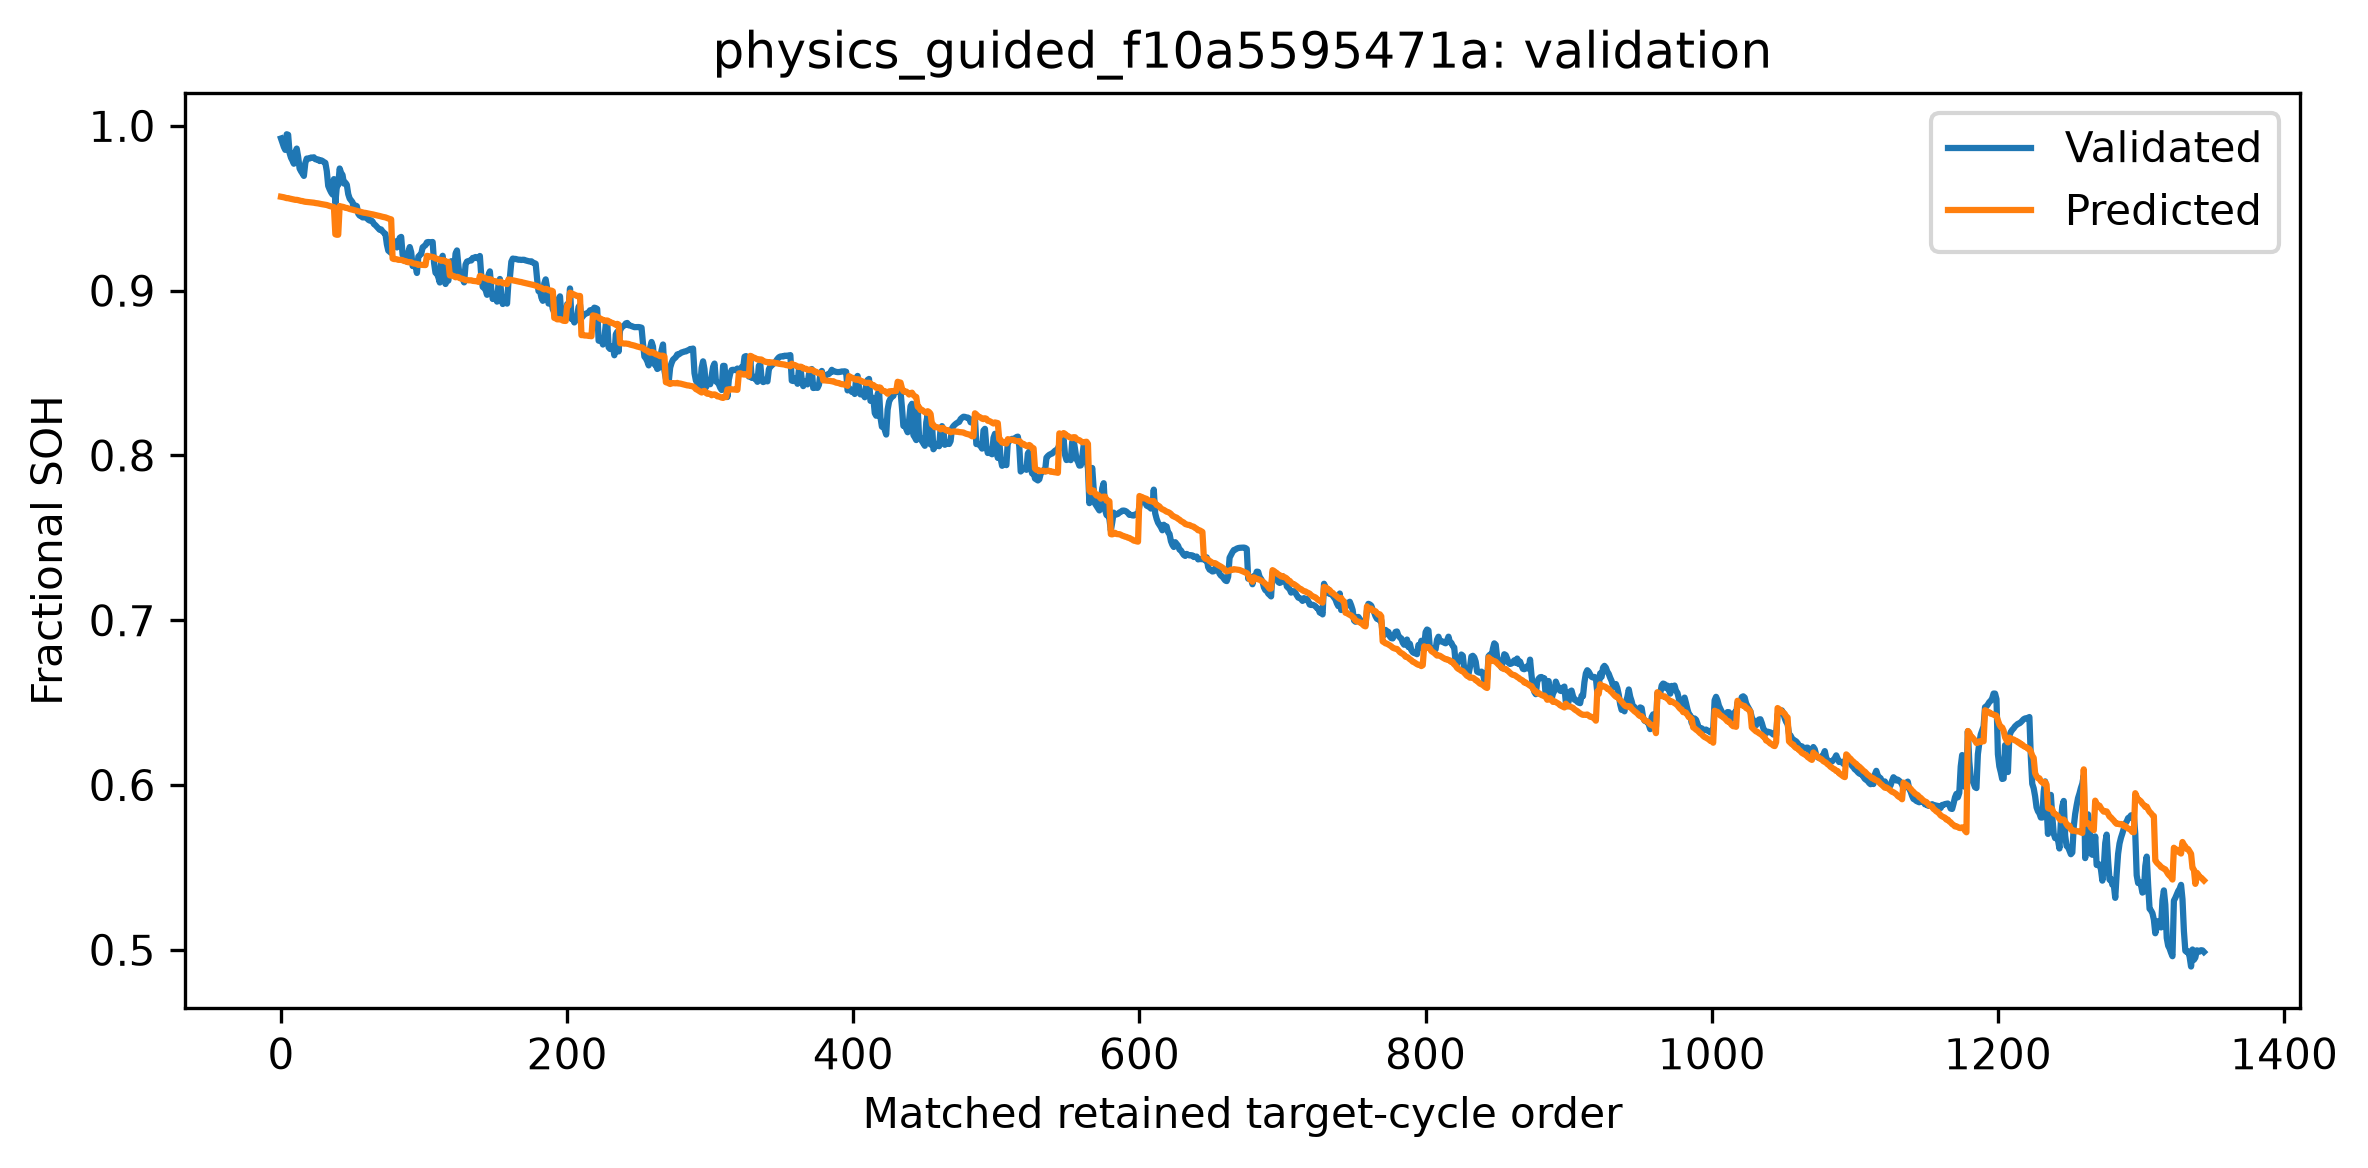 physics_guided_f10a5595471a: validation
Validated
Predicted
Fractional SOH
1.0
0.9
0.8
0.7
0.6
0.5
0 200 400 600 800 1000 1200 1400
Matched retained target-cycle order